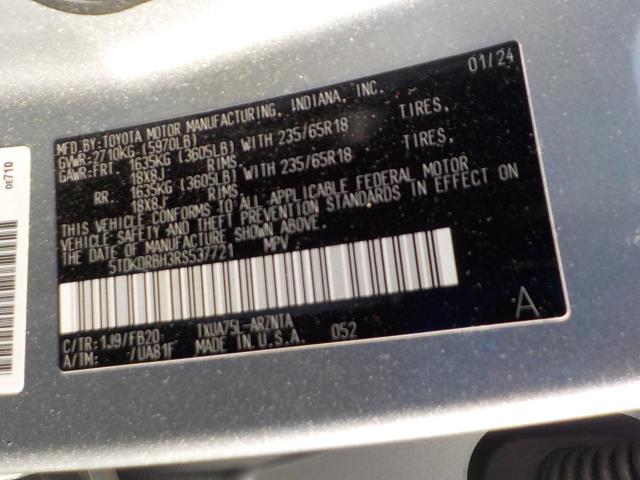 01/24
MFD.BY:TOYOTA MOTOR MANUFACTURING, INDIANA, INC.
GVWR:2710KG (5970LB)
GAWR:FRT 1635KG (3605LB) WITH 235/65R18 TIRES,
18X8J RIMS
RR. 1635KG (3605LB) WITH 235/65R18 TIRES,
18X8J RIMS
THIS VEHICLE CONFORMS TO ALL APPLICABLE FEDERAL MOTOR
VEHICLE SAFETY AND THEFT PREVENTION STANDARDS IN EFFECT ON
THE DATE OF MANUFACTURE SHOWN ABOVE.
5TDKDRBH3RS537721 MPV
C/TR:1J9/FB20 TXUA75L-ARZNTA
A/TM: -/UA81F MADE IN U.S.A. 052
A
0E710